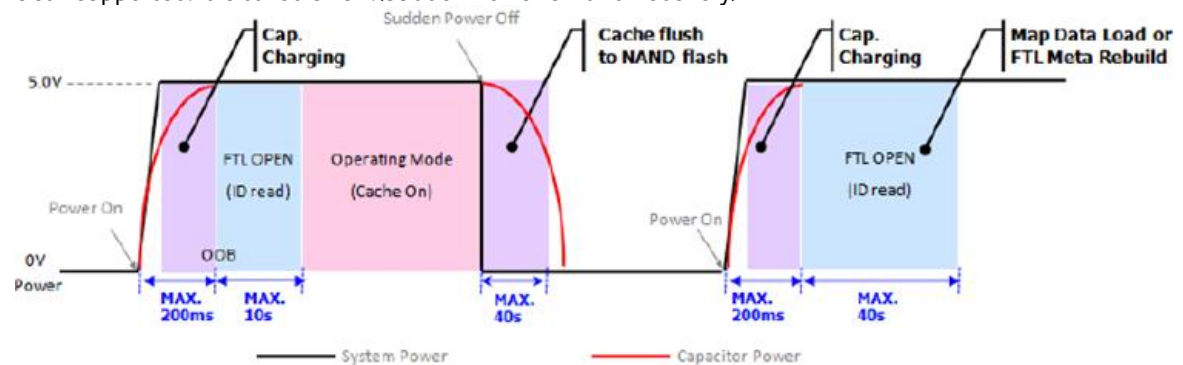 Sudden Power Off
Cap.
Charging
Cache flush
to NAND flash
Cap.
Charging
Map Data Load or
FTL Meta Rebuild
5.0V
FTL OPEN
(ID read)
Operating Mode
(Cache On)
FTL OPEN
(ID read)
Power On
Power On
OOB
0V
Power
MAX.
200ms
MAX.
10s
MAX.
40s
MAX.
200ms
MAX.
40s
System Power
Capacitor Power